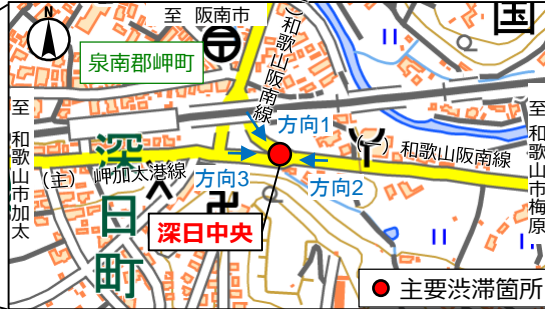 至 阪南市
国
N
泉南郡岬町
(一)和歌山阪南線
至 和歌山市加太
方向1
(一) 和歌山阪南線
深日町
(主) 岬加太港線
方向3
方向2
至 和歌山市梅原
深日中央
主要渋滞箇所